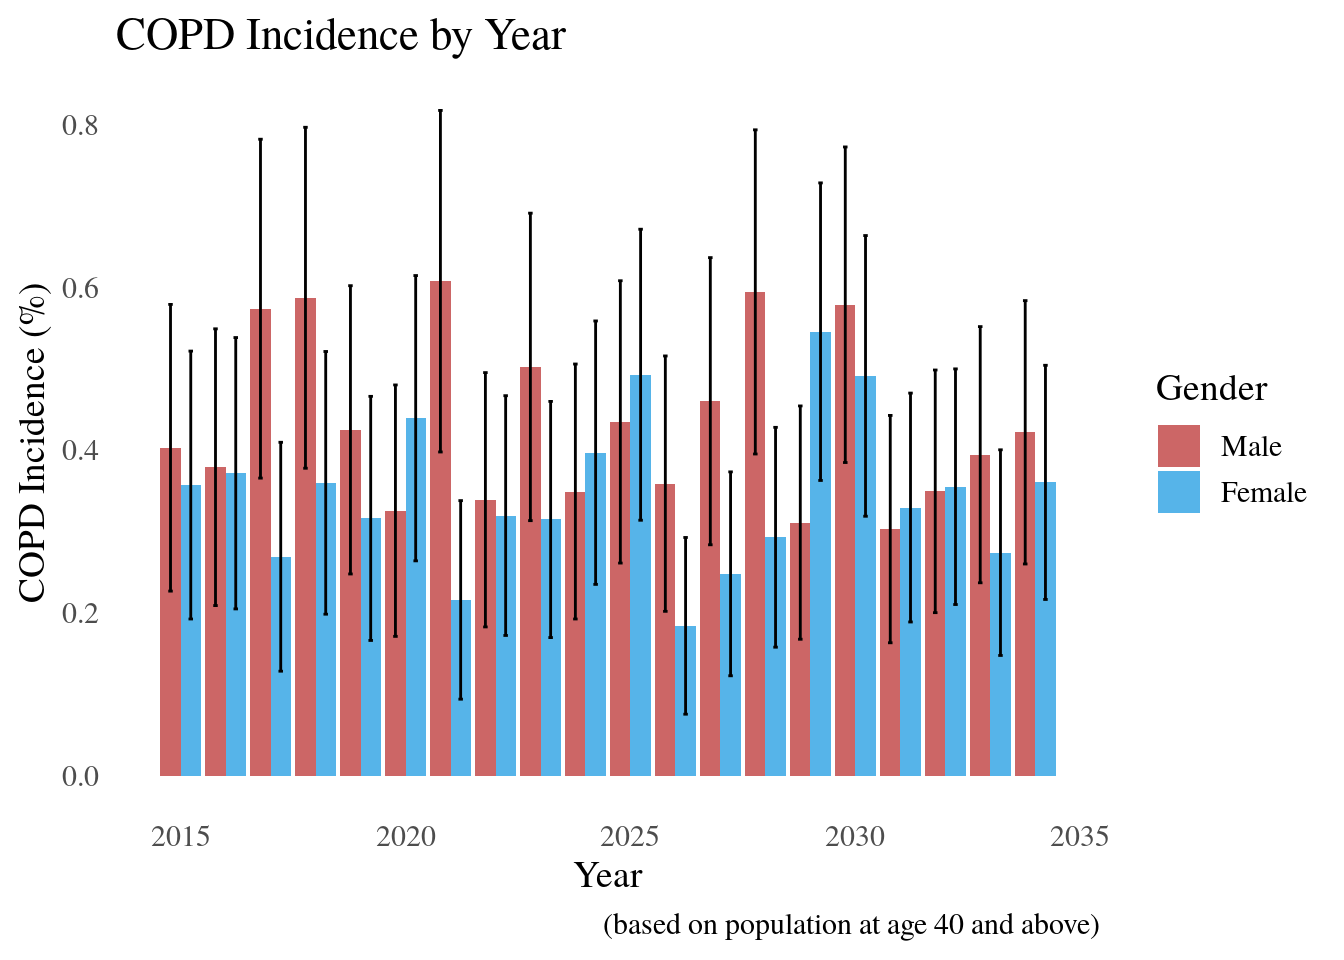 COPD Incidence by Year
COPD Incidence (%)
0.8
0.6
0.4
0.2
0.0
2015 2020 2025 2030 2035
Year
(based on population at age 40 and above)
Gender
Male
Female